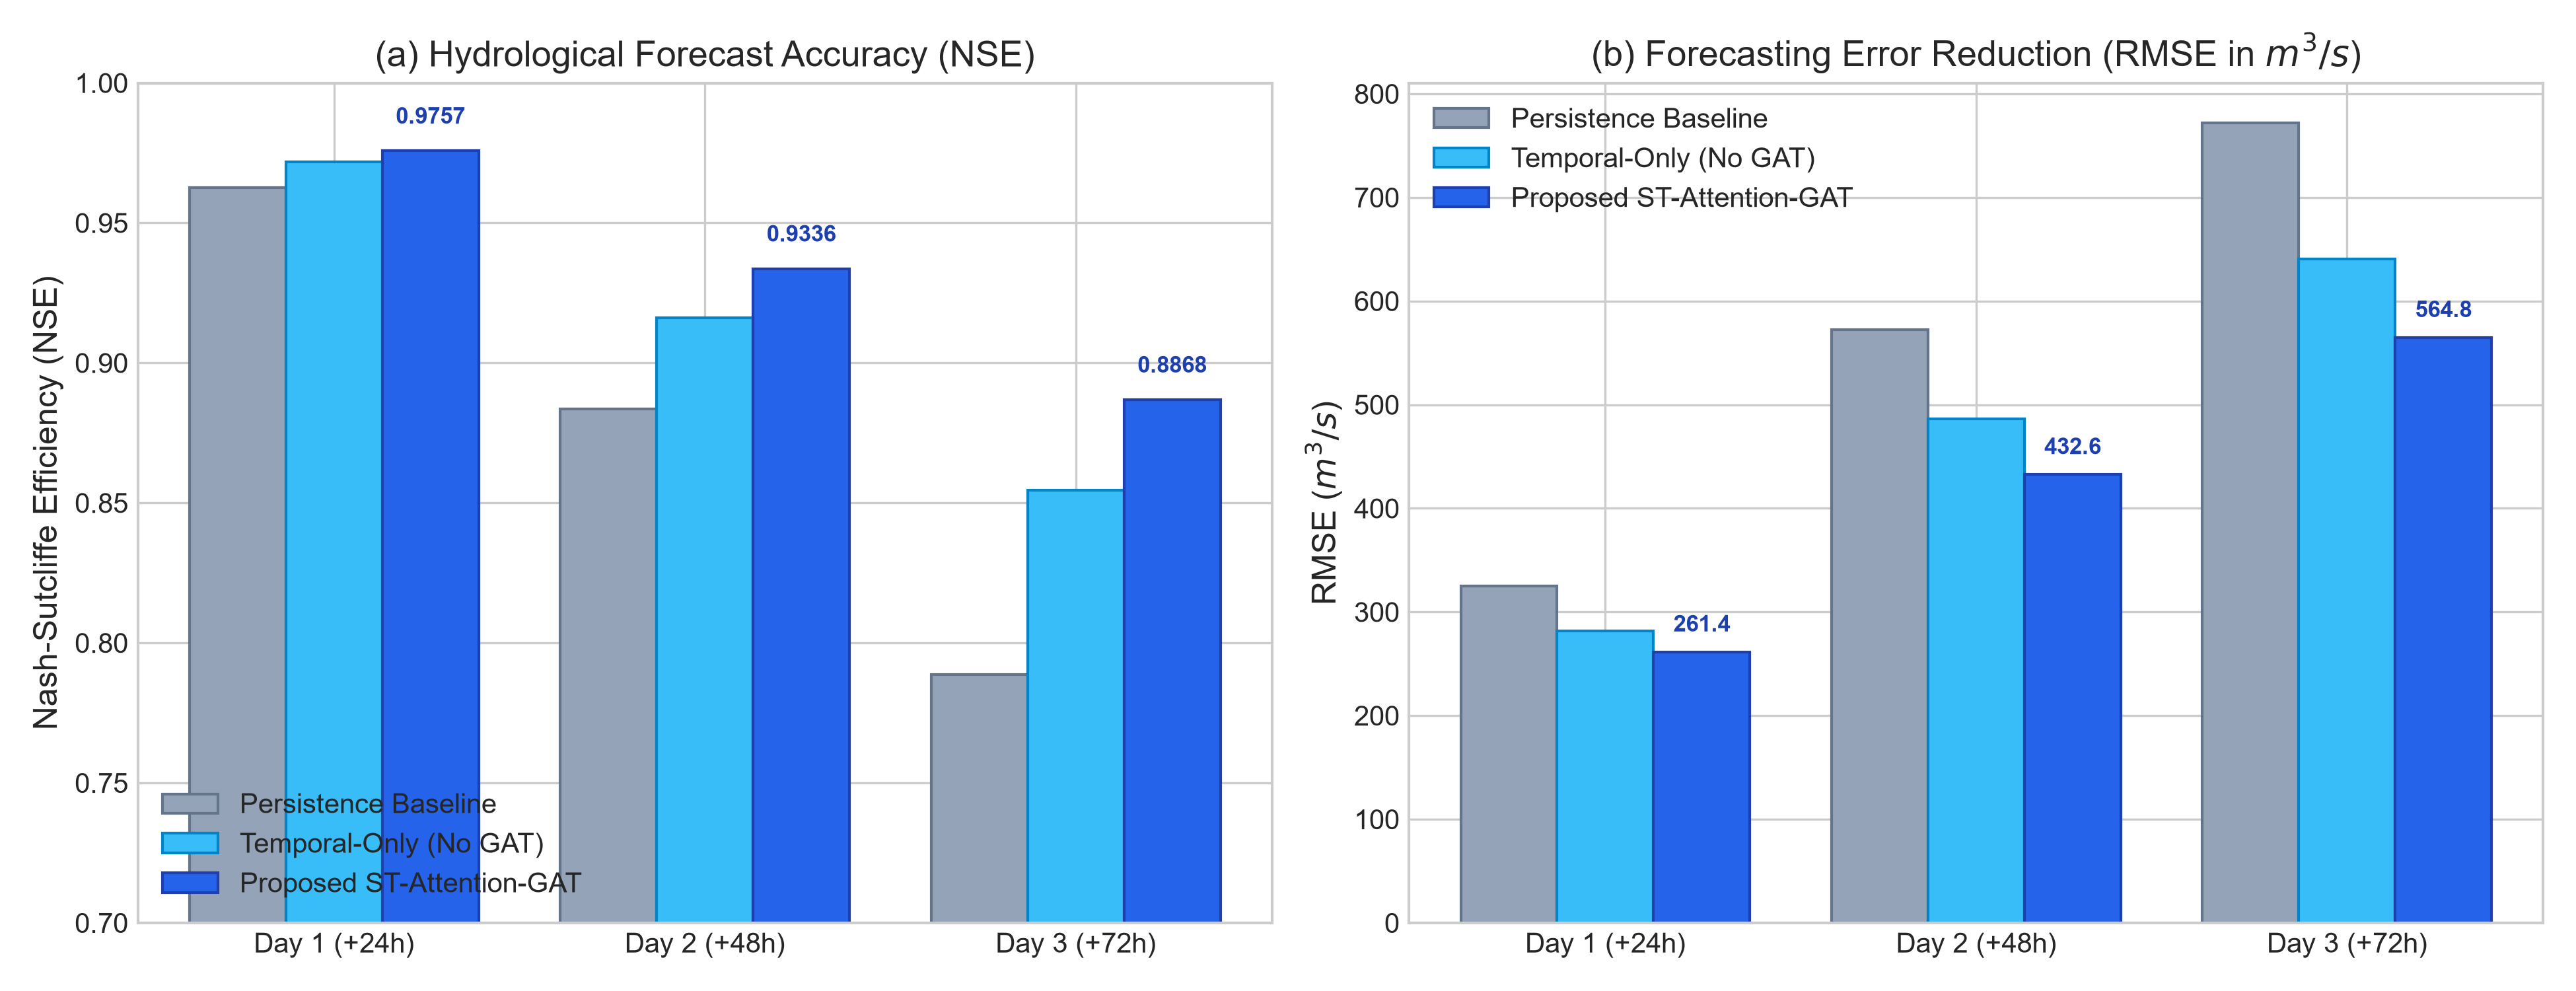 (a) Hydrological Forecast Accuracy (NSE)
Nash-Sutcliffe Efficiency (NSE)
1.00
0.95
0.90
0.85
0.80
0.75
0.70
0.9757
0.9336
0.8868
Persistence Baseline
Temporal-Only (No GAT)
Proposed ST-Attention-GAT
Day 1 (+24h)
Day 2 (+48h)
Day 3 (+72h)
(b) Forecasting Error Reduction (RMSE in m³/s)
RMSE (m³/s)
800
700
600
500
400
300
200
100
0
Persistence Baseline
Temporal-Only (No GAT)
Proposed ST-Attention-GAT
261.4
432.6
564.8
Day 1 (+24h)
Day 2 (+48h)
Day 3 (+72h)